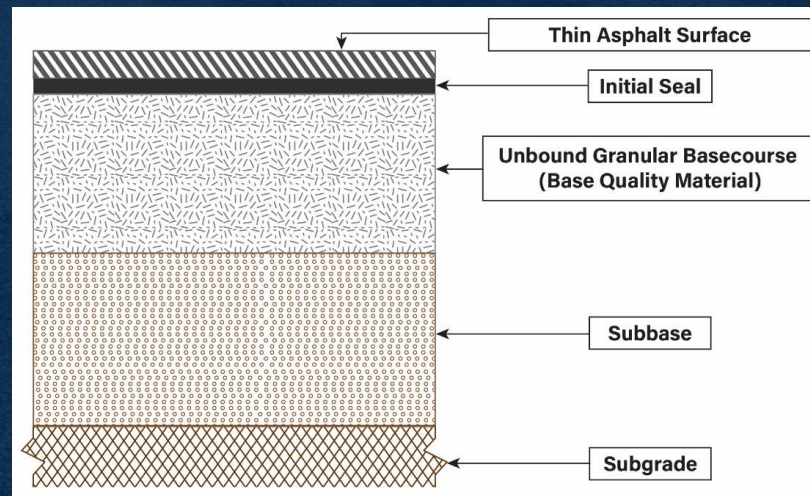 Thin Asphalt Surface
Initial Seal
Unbound Granular Basecourse
(Base Quality Material)
Subbase
Subgrade